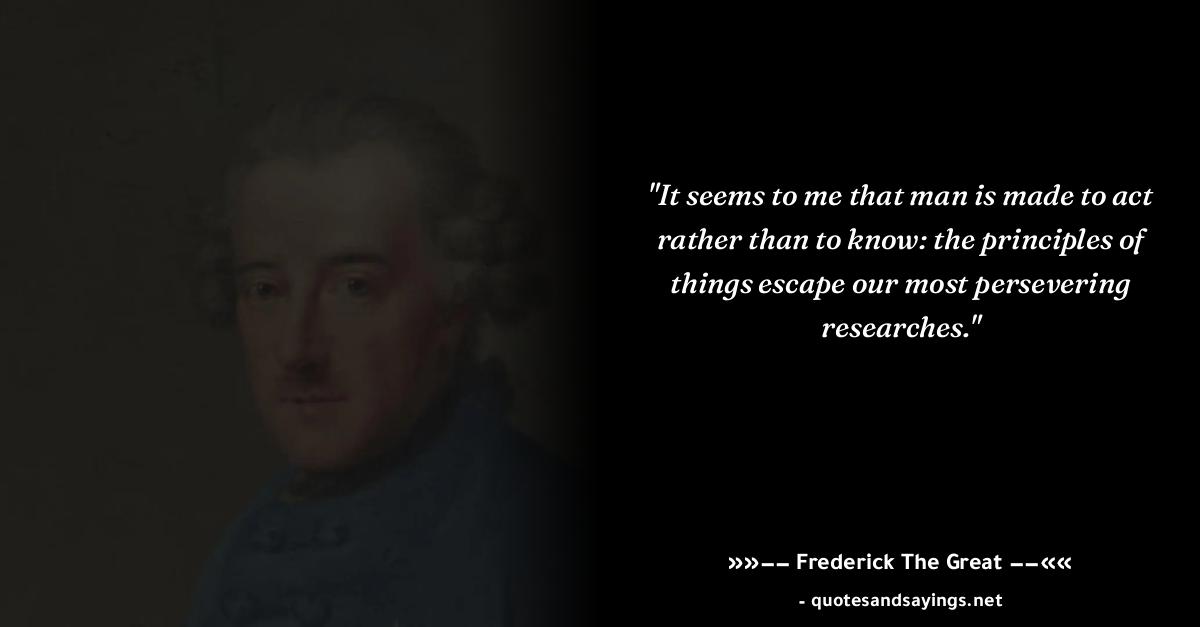 "It seems to me that man is made to act
rather than to know: the principles of
things escape our most persevering
researches."
»»−− Frederick The Great −−««
- quotesandsayings.net